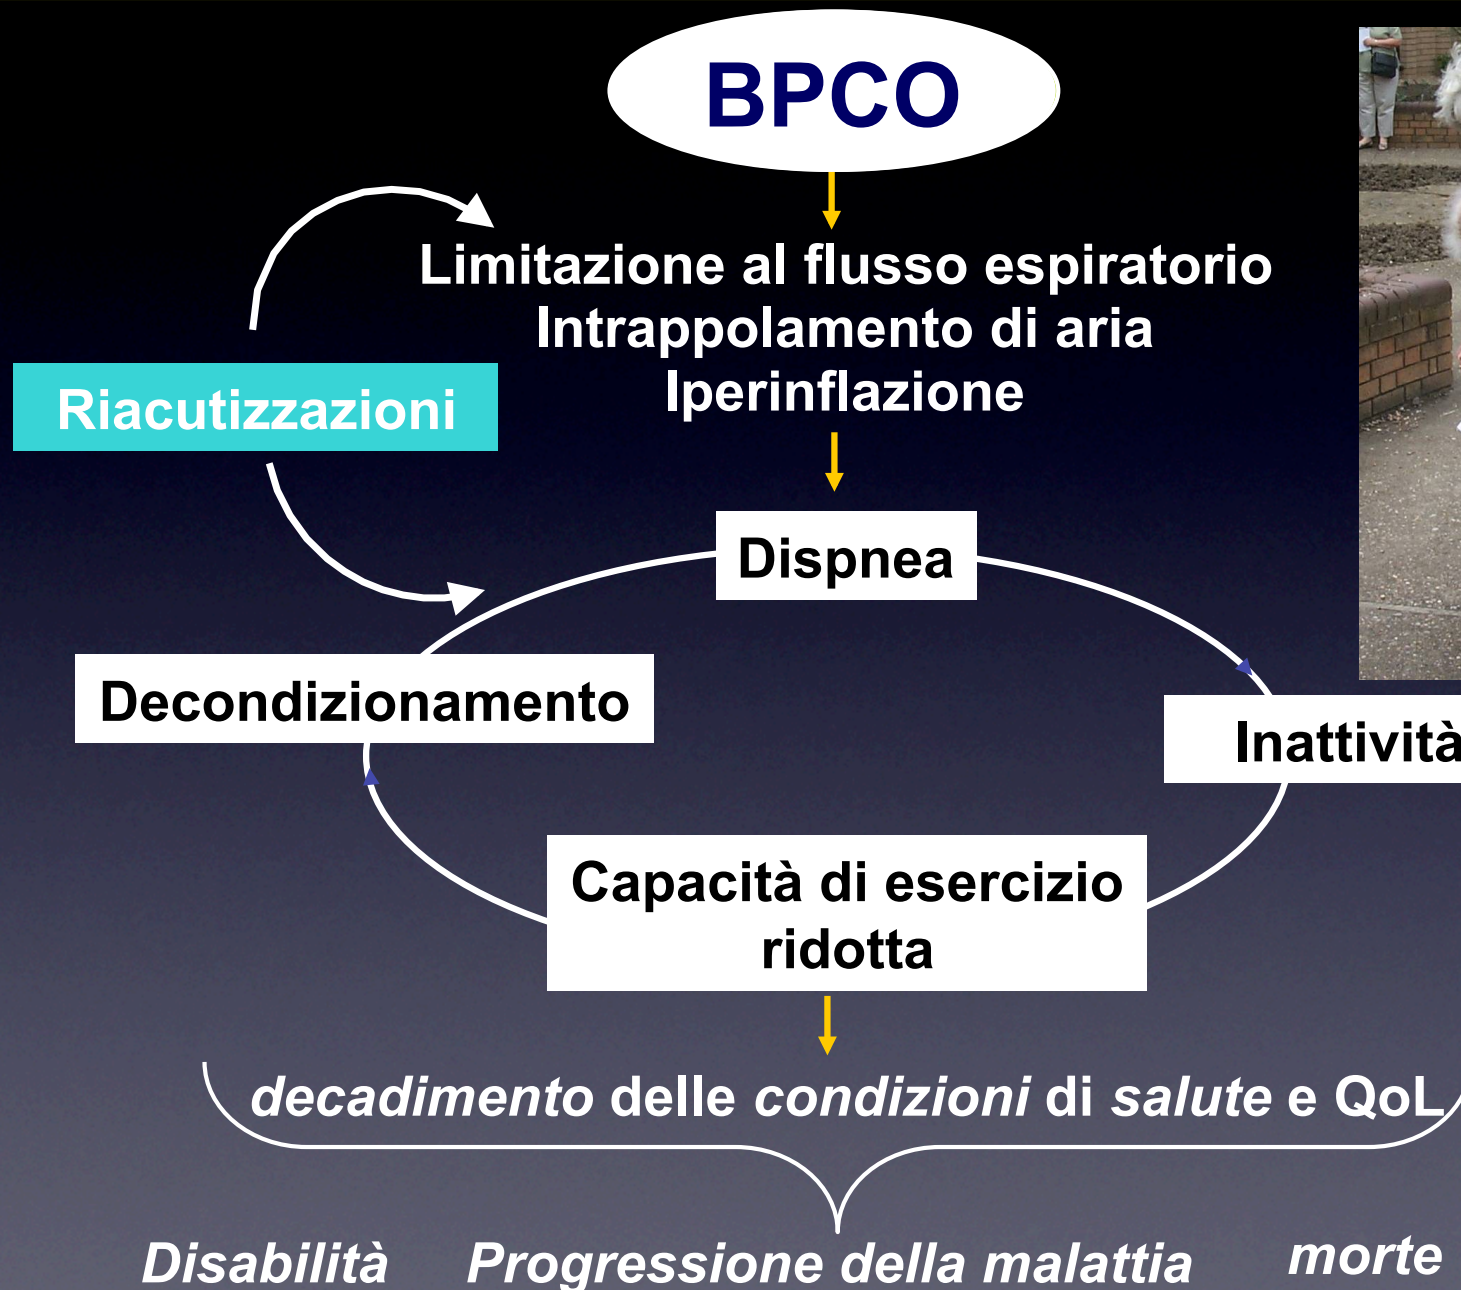 BPCO
Limitazione al flusso espiratorio
Intrappolamento di aria
Iperinflazione
Riacutizzazioni
Dispnea
Decondizionamento
Inattività
Capacità di esercizio
ridotta
decadimento delle condizioni di salute e QoL
Disabilità
Progressione della malattia
morte